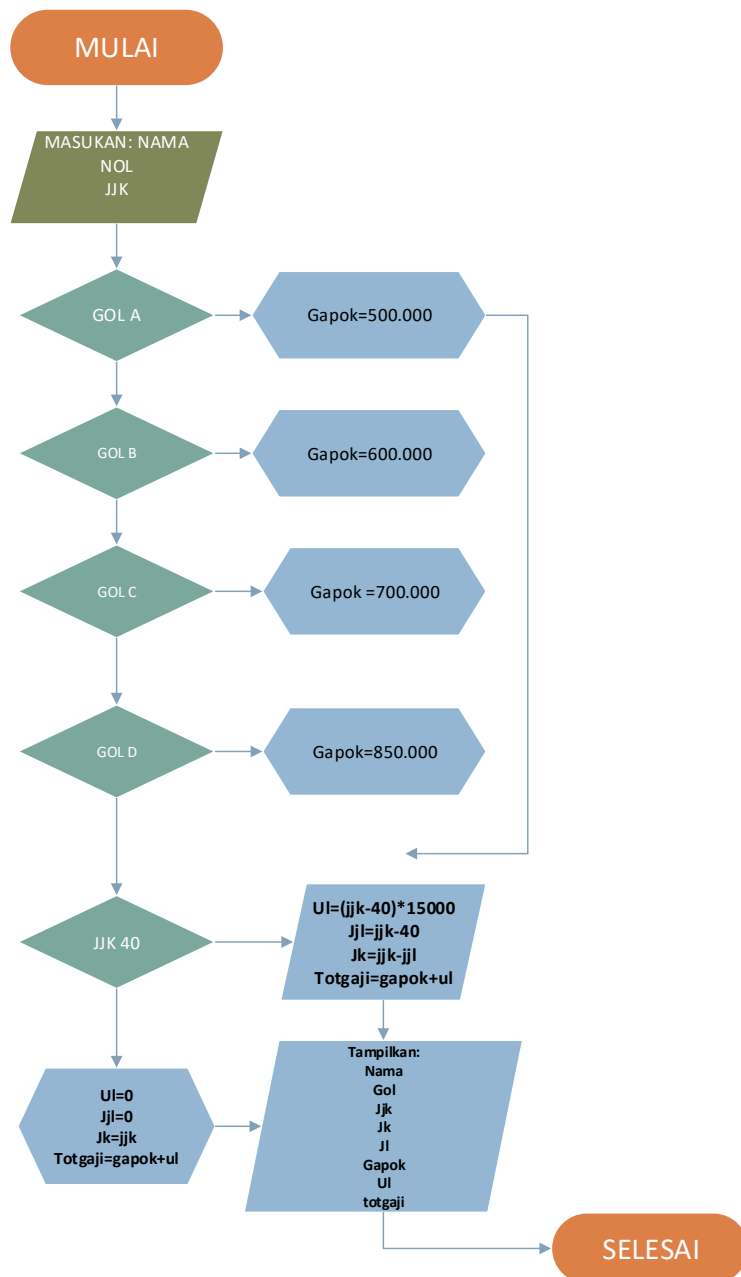 MULAI
MASUKAN: NAMA
NOL
JJK
GOL A
Gapok=500.000
GOL B
Gapok=600.000
GOL C
Gapok =700.000
GOL D
Gapok=850.000
JJK 40
Ul=(jjk-40)*15000
Jjl=jjk-40
Jk=jjk-jjl
Totgaji=gapok+ul
Ul=0
Jjl=0
Jk=jjk
Totgaji=gapok+ul
Tampilkan:
Nama
Gol
Jjk
Jk
Jl
Gapok
Ul
totgaji
SELESAI